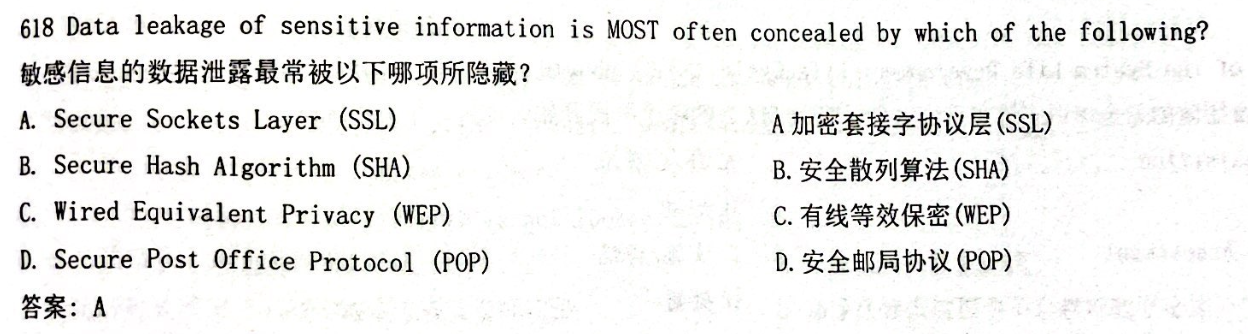 618 Data leakage of sensitive information is MOST often concealed by which of the following?
敏感信息的数据泄露最常被以下哪项所隐藏?
A. Secure Sockets Layer (SSL) A 加密套接字协议层(SSL)
B. Secure Hash Algorithm (SHA) B. 安全散列算法(SHA)
C. Wired Equivalent Privacy (WEP) C. 有线等效保密(WEP)
D. Secure Post Office Protocol (POP) D. 安全邮局协议(POP)
答案: A